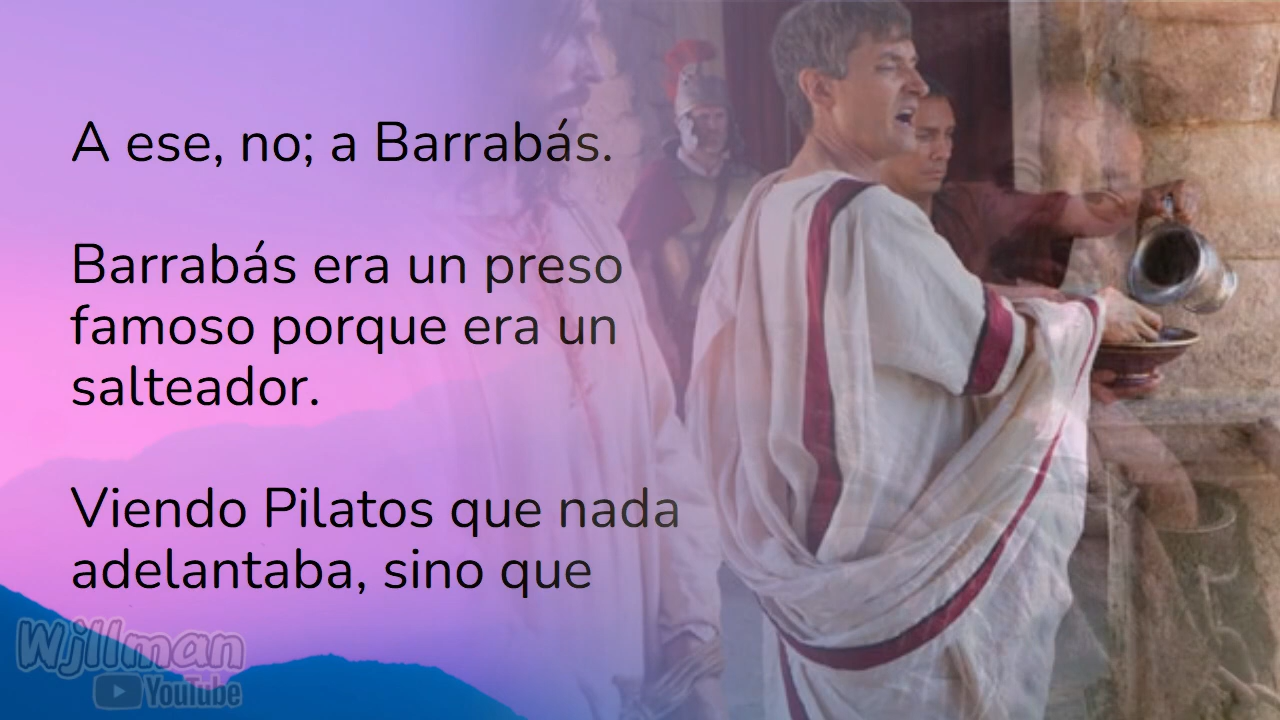 A ese, no; a Barrabás.
Barrabás era un preso
famoso porque era un
salteador.
Viendo Pilatos que nada
adelantaba, sino que
Wjllman
YouTube